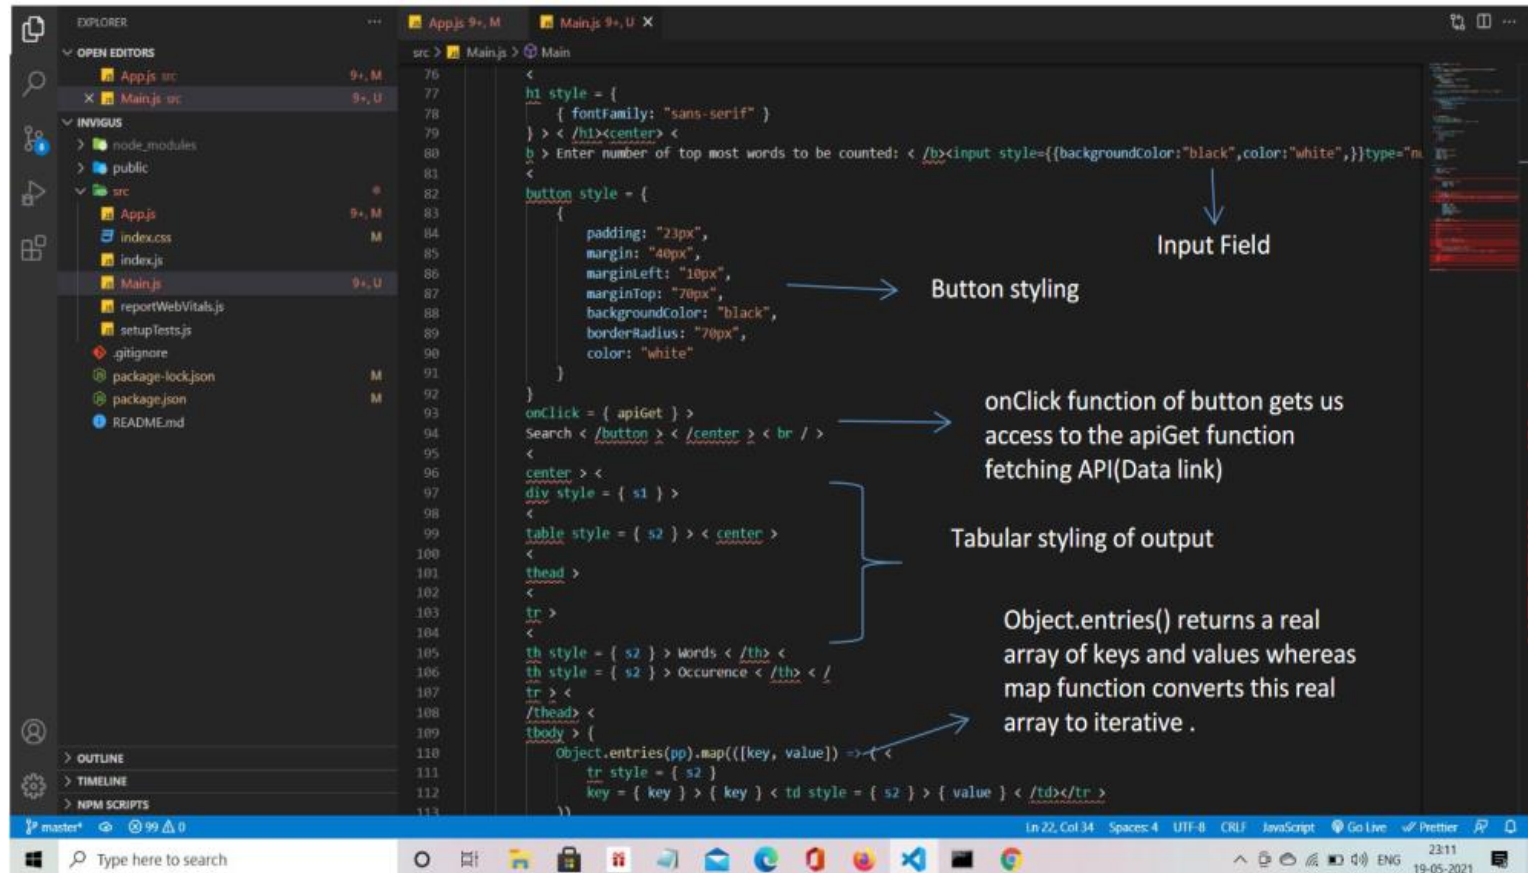 EXPLORER
···
App.js 9+, M
Main.js 9+, U
···
OPEN EDITORS
src > Main.js > Main
App.js src 9+, M
Main.js src 9+, U
INVIGUS
node_modules
public
src
App.js 9+, M
index.css M
index.js
Main.js 9+, U
reportWebVitals.js
setupTests.js
.gitignore
package-lock.json M
package.json M
README.md
OUTLINE
TIMELINE
NPM SCRIPTS
76 <
77 h1 style = {
78 { fontFamily: "sans-serif" }
79 } > < /h1><center> <
80 b > Enter number of top most words to be counted: < /b><input style={{backgroundColor:"black",color:"white",}}type="nu
81 <
82 button style = {
83 {
84 padding: "23px",
85 margin: "40px",
86 marginLeft: "10px",
87 marginTop: "70px",
88 backgroundColor: "black",
89 borderRadius: "70px",
90 color: "white"
91 }
92 }
93 onClick = { apiGet } >
94 Search < /button > < /center > < br / >
95 <
96 center > <
97 div style = { s1 } >
98 <
99 table style = { s2 } > < center >
100 <
101 thead >
102 <
103 tr >
104 <
105 th style = { s2 } > Words < /th> <
106 th style = { s2 } > Occurence < /th> < /
107 tr > <
108 /thead> <
109 tbody > {
110 Object.entries(pp).map(([key, value]) => ( <
111 tr style = { s2 }
112 key = { key } > { key } < td style = { s2 } > { value } < /td></tr >
113 ))
Input Field
Button styling
onClick function of button gets us
access to the apiGet function
fetching API(Data link)
Tabular styling of output
Object.entries() returns a real
array of keys and values whereas
map function converts this real
array to iterative .
master* 99 0
Ln 22, Col 34 Spaces: 4 UTF-8 CRLF JavaScript Go Live Prettier
Type here to search
ENG
23:11
19-05-2021